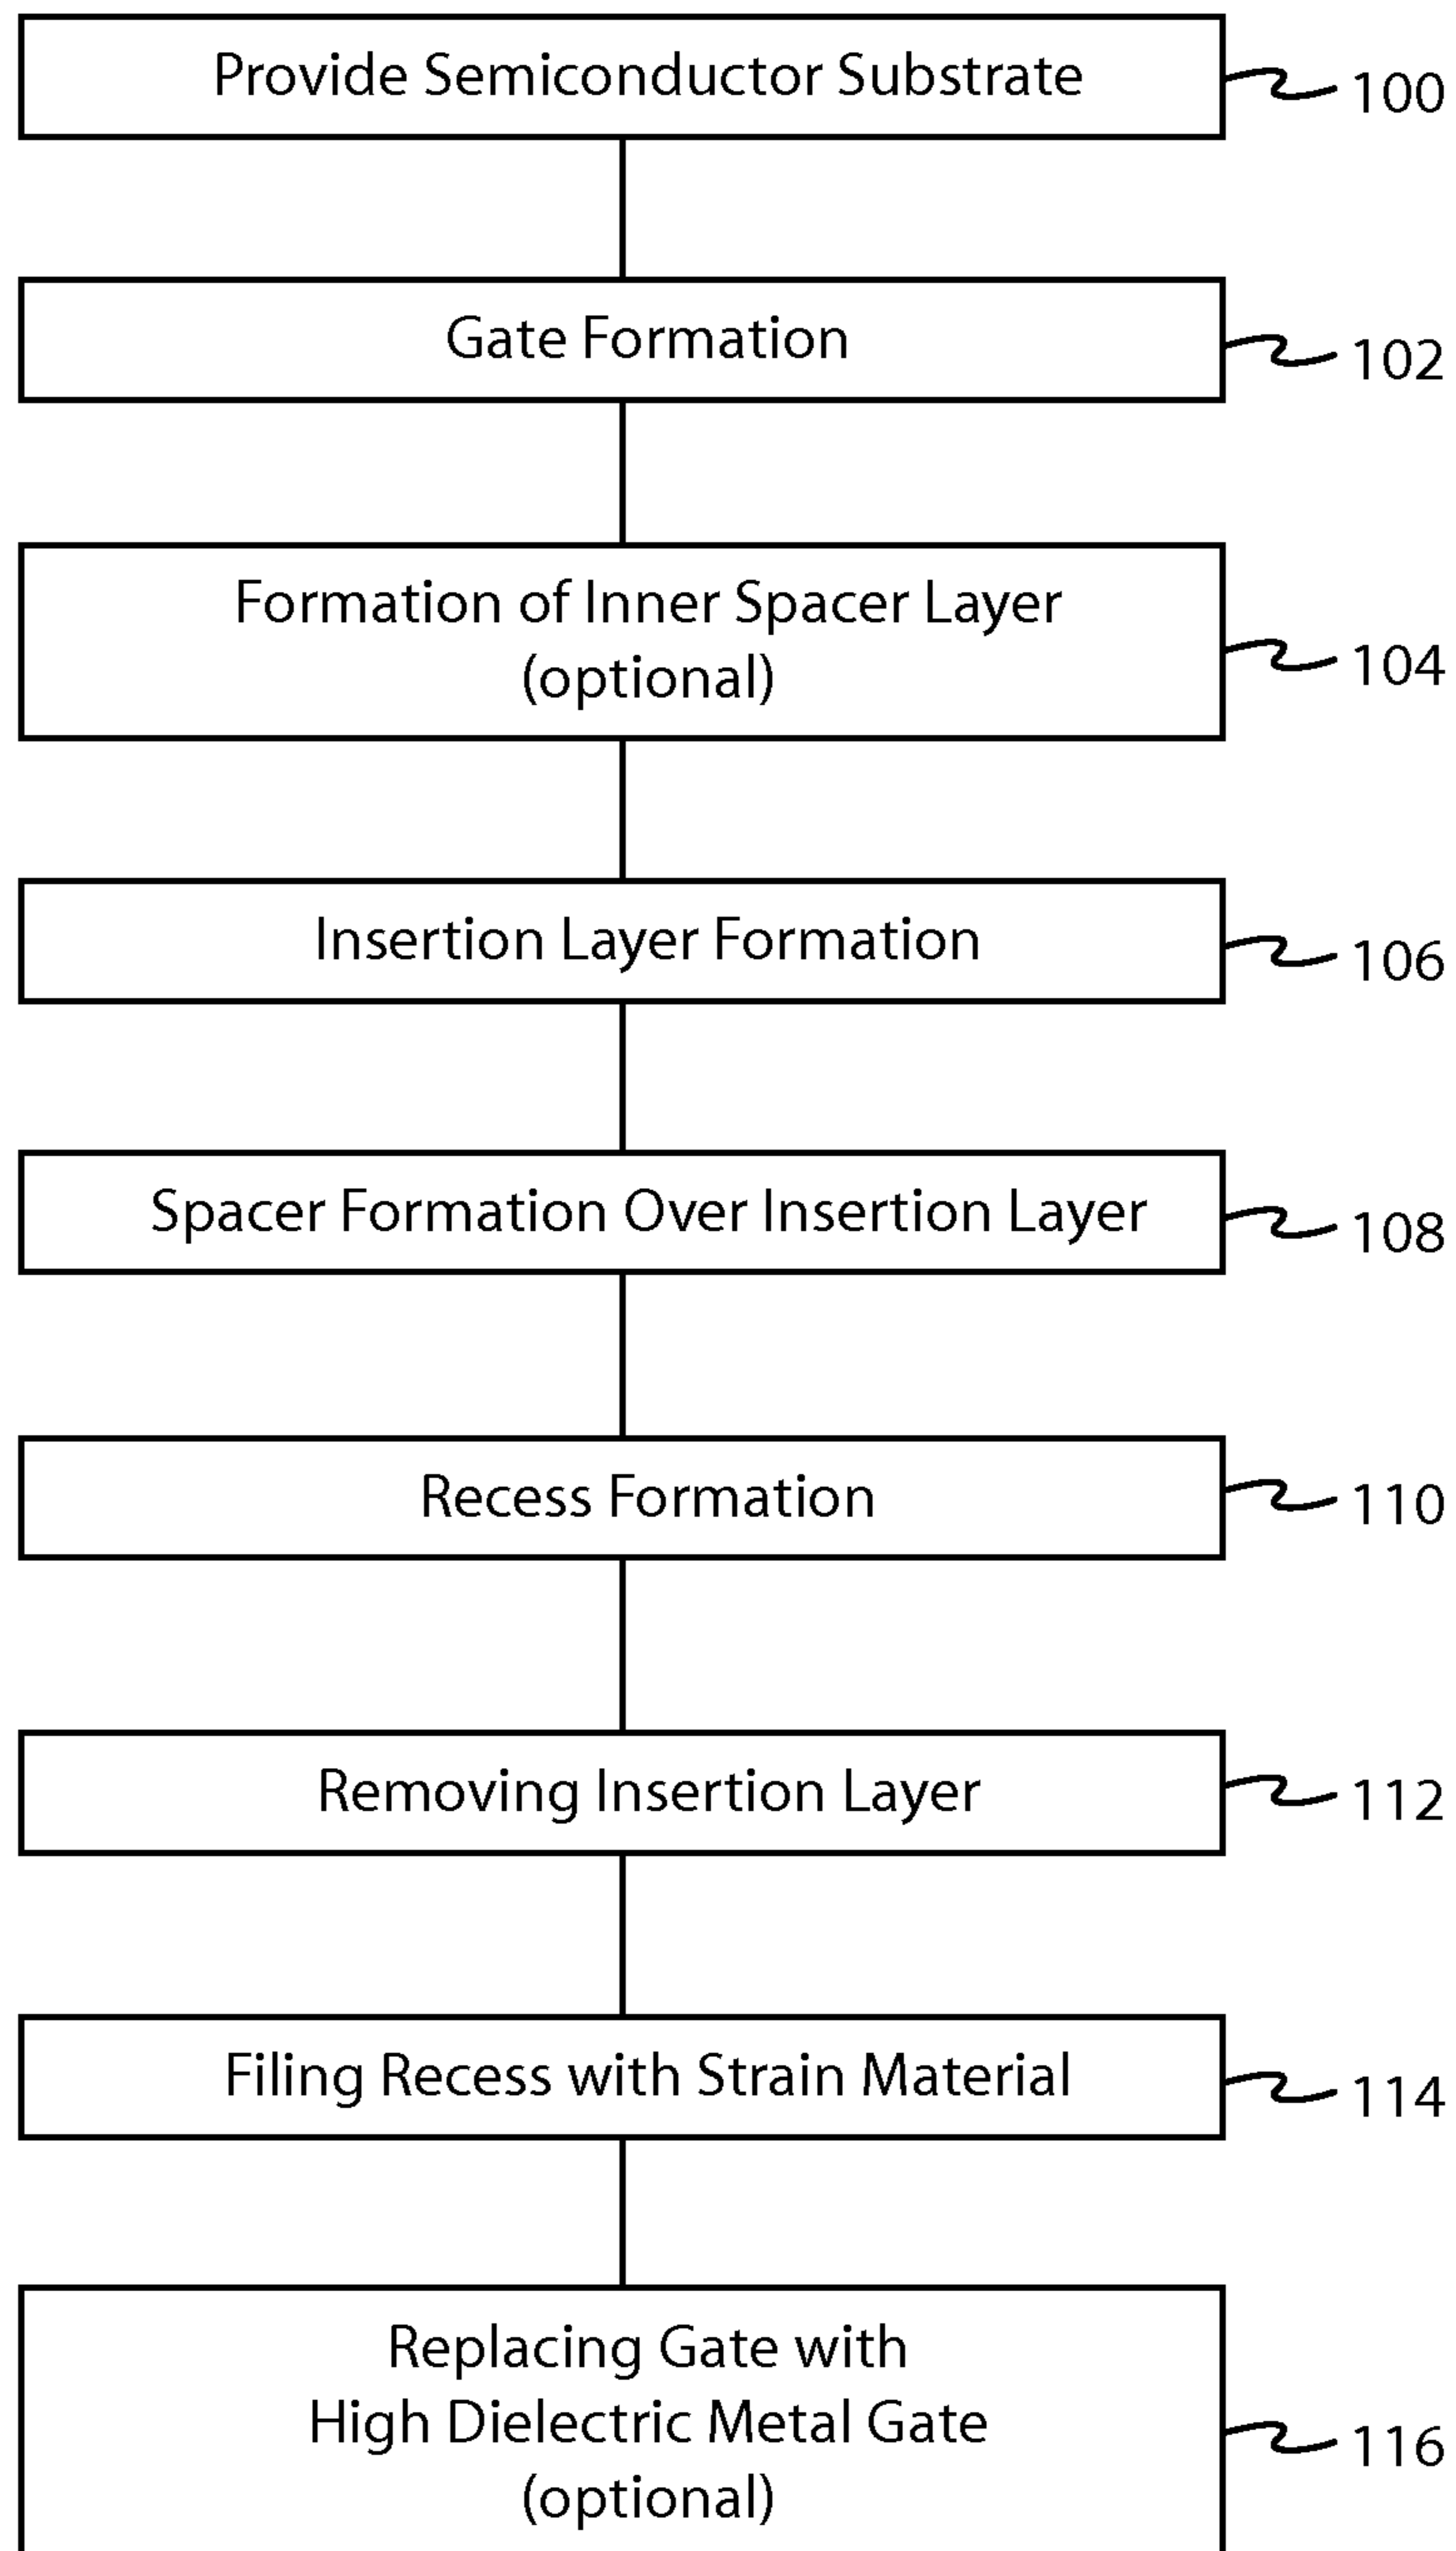 Provide Semiconductor Substrate
100
Gate Formation
102
Formation of Inner Spacer Layer
(optional)
104
Insertion Layer Formation
106
Spacer Formation Over Insertion Layer
108
Recess Formation
110
Removing Insertion Layer
112
Filing Recess with Strain Material
114
Replacing Gate with
High Dielectric Metal Gate
(optional)
116